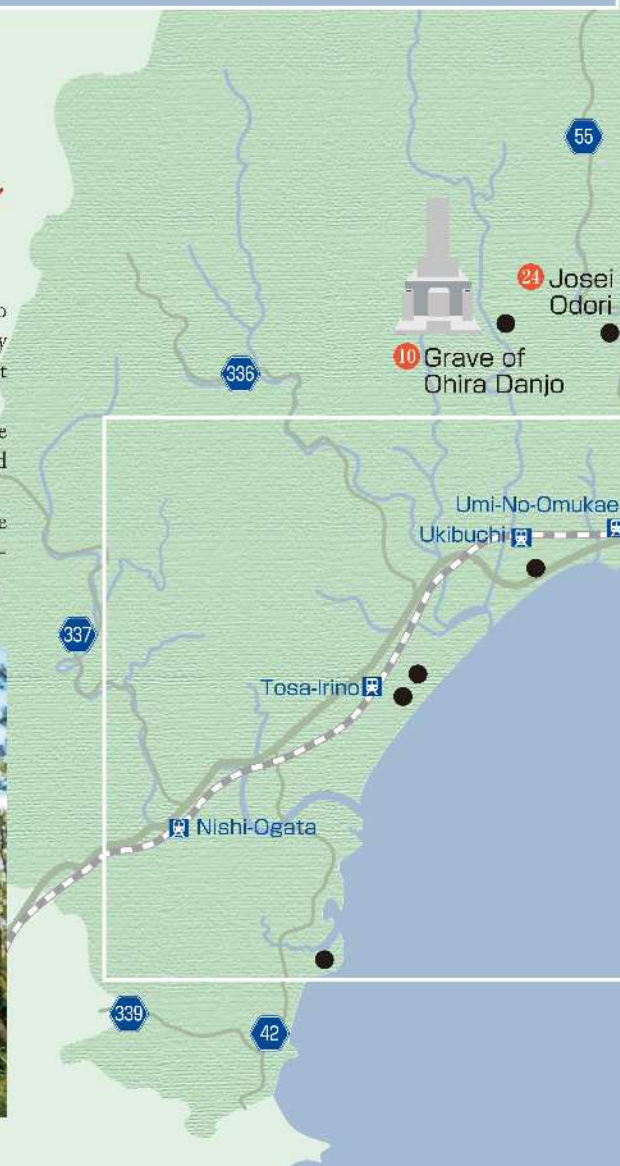 55
24 Josei
Odori
10 Grave of
Ohira Danjo
336
Umi-No-Omukae
Ukibuchi
337
Tosa-Irino
Nishi-Ogata
339
42